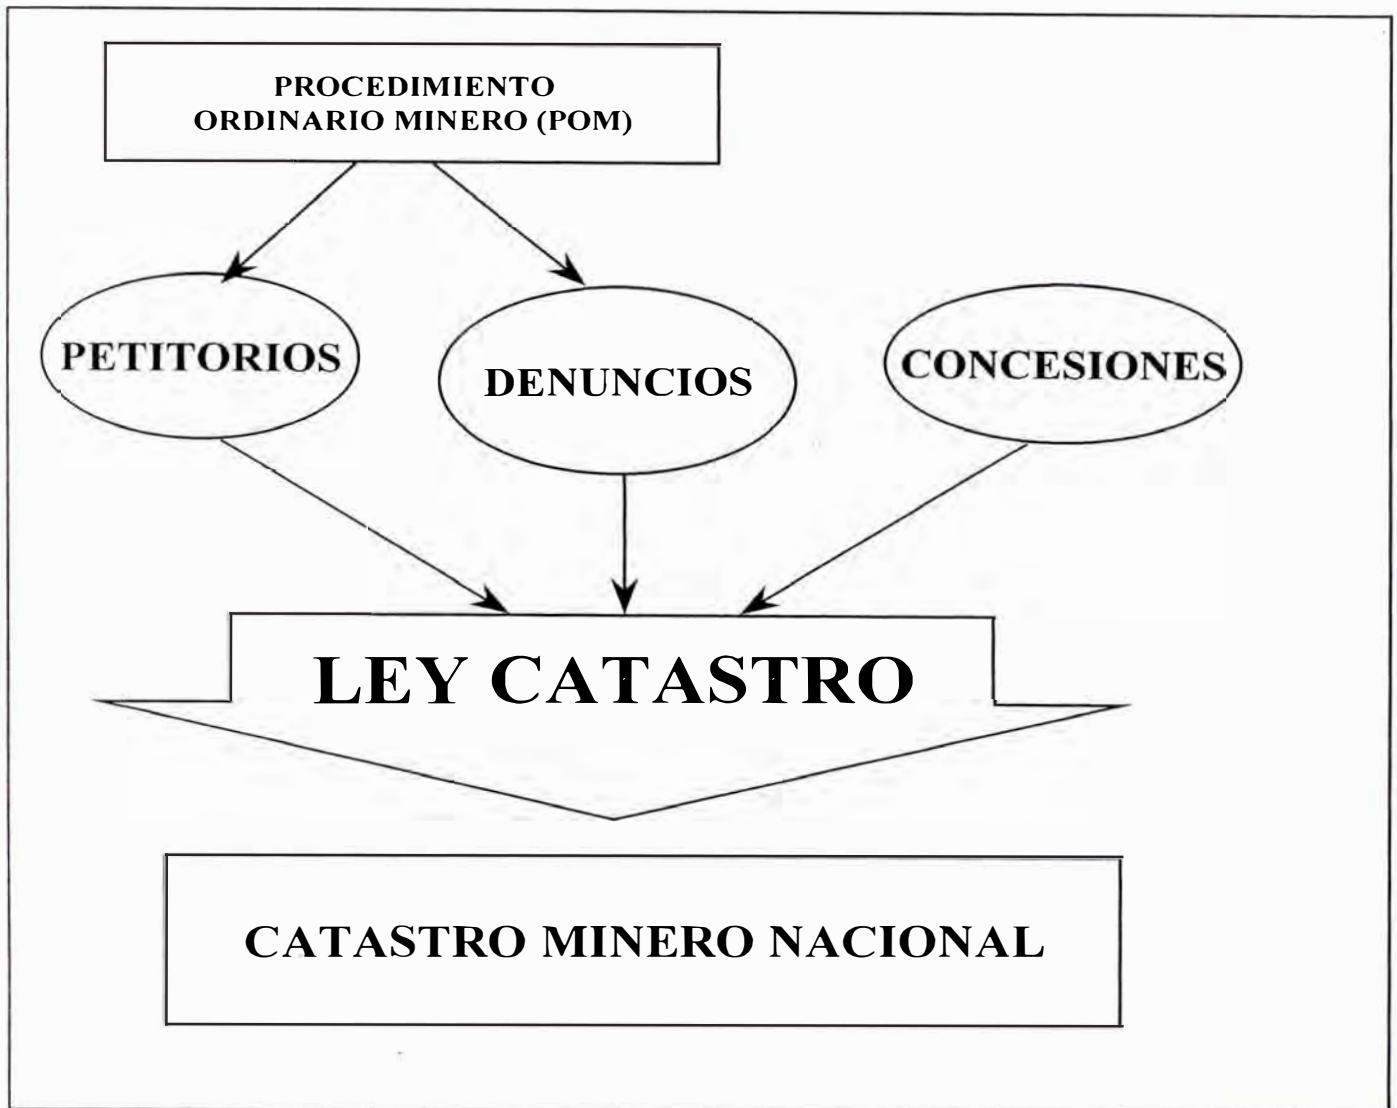 PROCEDIMIENTO
ORDINARIO MINERO (POM)
PETITORIOS
DENUNCIOS
CONCESIONES
LEY CATASTRO
CATASTRO MINERO NACIONAL